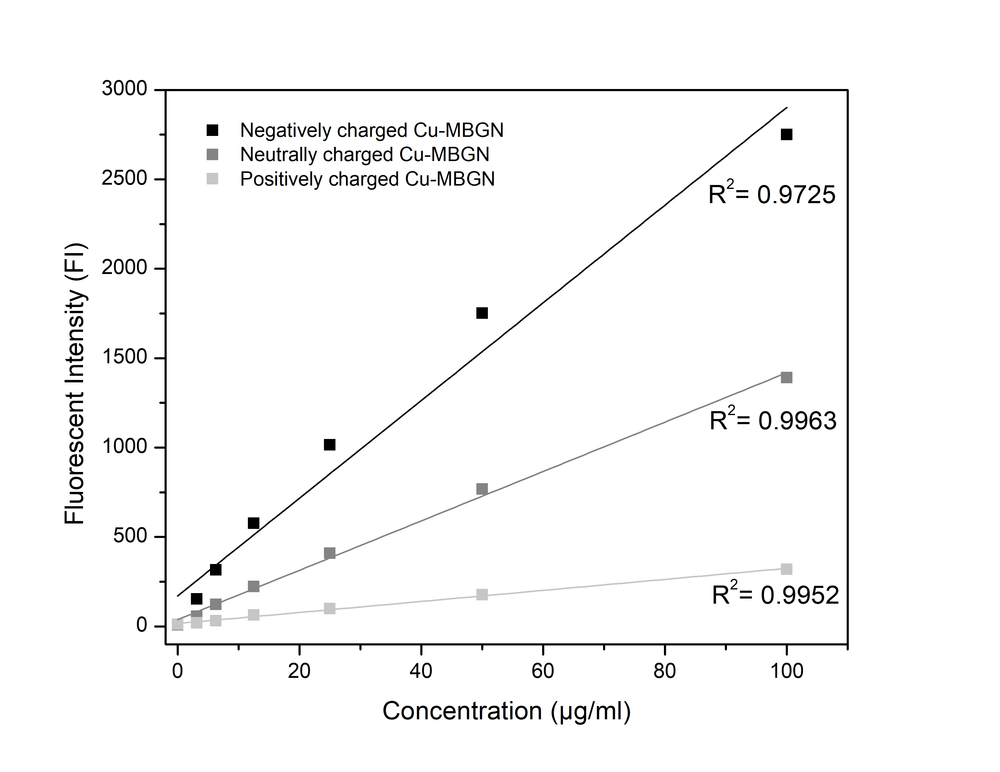 3000
2500
2000
1500
1000
500
0
Fluorescent Intensity (FI)
Negatively charged Cu-MBGN
Neutrally charged Cu-MBGN
Positively charged Cu-MBGN
R²= 0.9725
R²= 0.9963
R²= 0.9952
0 20 40 60 80 100
Concentration (µg/ml)